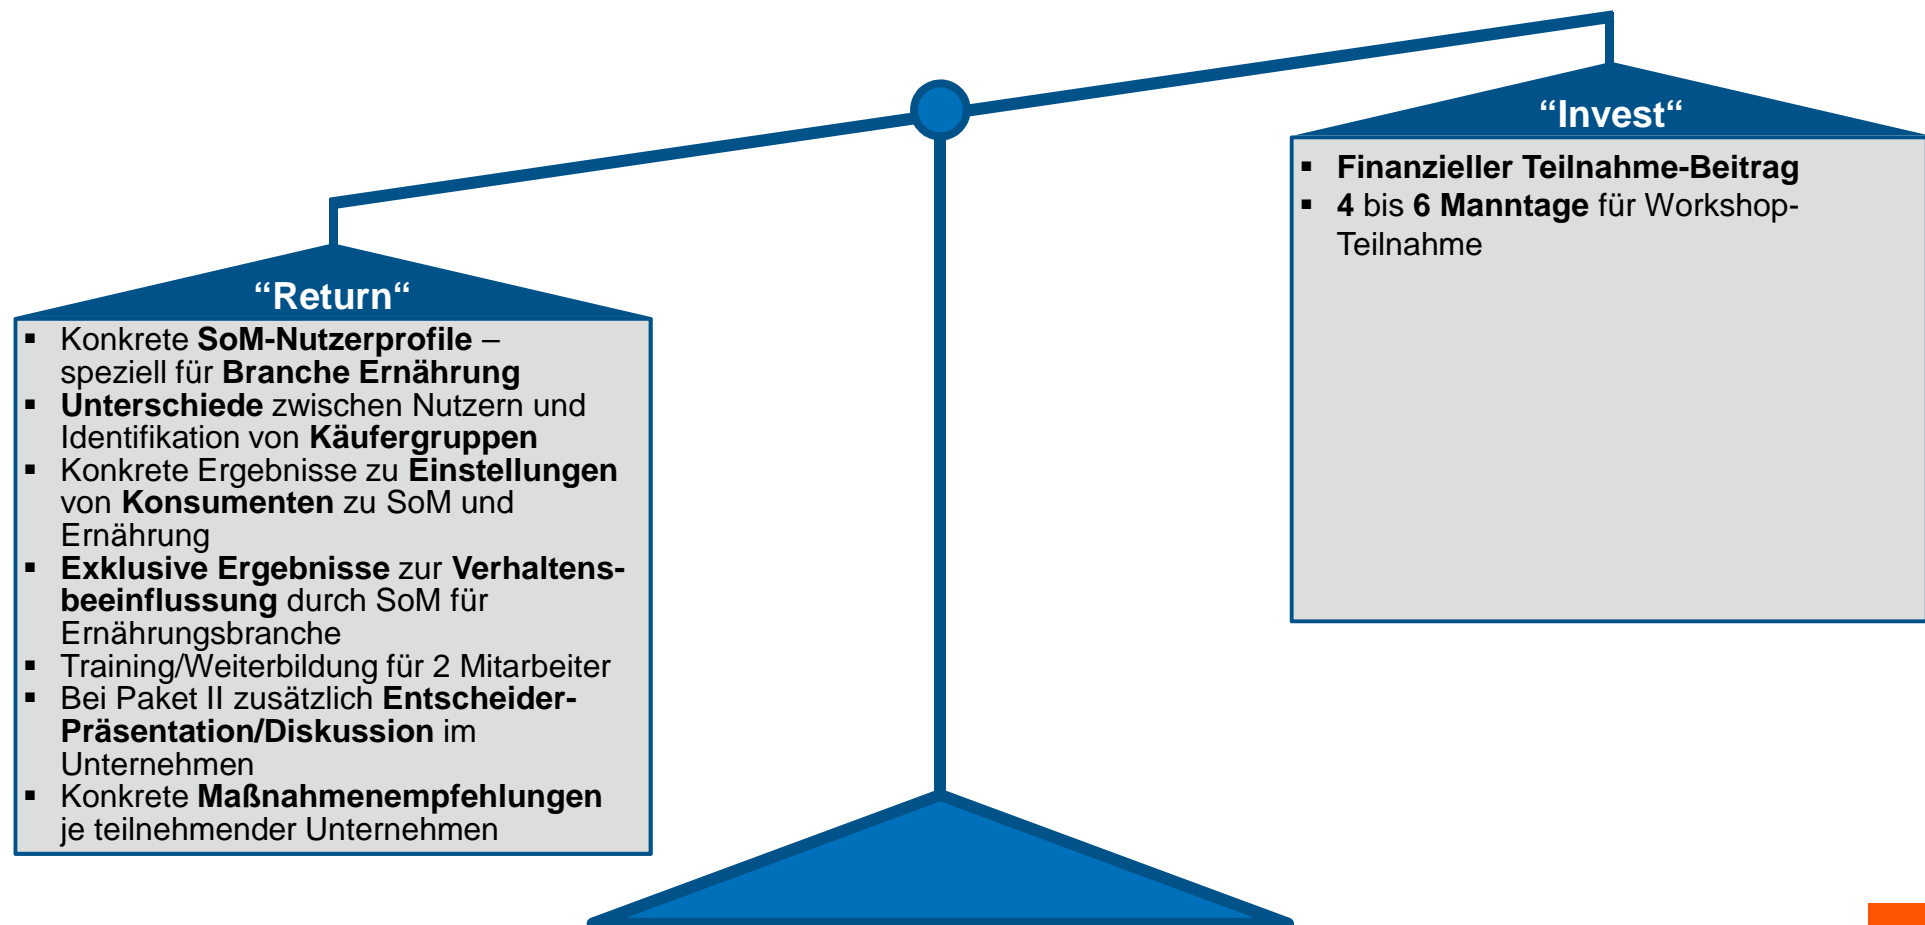 “Return“
▪ Konkrete SoM-Nutzerprofile –
speziell für Branche Ernährung
▪ Unterschiede zwischen Nutzern und
Identifikation von Käufergruppen
▪ Konkrete Ergebnisse zu Einstellungen
von Konsumenten zu SoM und
Ernährung
▪ Exklusive Ergebnisse zur Verhaltens-
beeinflussung durch SoM für
Ernährungsbranche
▪ Training/Weiterbildung für 2 Mitarbeiter
▪ Bei Paket II zusätzlich Entscheider-
Präsentation/Diskussion im
Unternehmen
▪ Konkrete Maßnahmenempfehlungen
je teilnehmender Unternehmen
“Invest“
▪ Finanzieller Teilnahme-Beitrag
▪ 4 bis 6 Manntage für Workshop-
Teilnahme